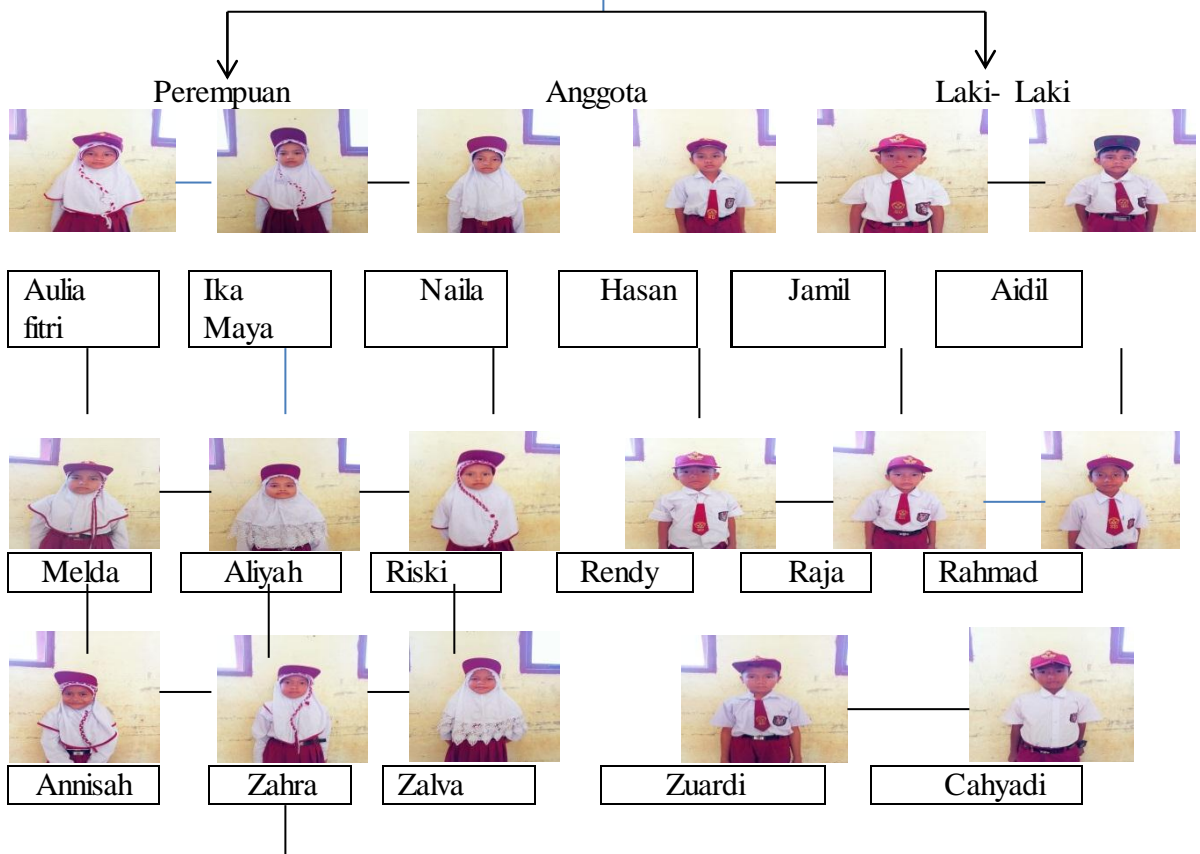 Perempuan Anggota Laki- Laki
Aulia fitri
Ika Maya
Naila
Hasan
Jamil
Aidil
Melda
Aliyah
Riski
Rendy
Raja
Rahmad
Annisah
Zahra
Zalva
Zuardi
Cahyadi